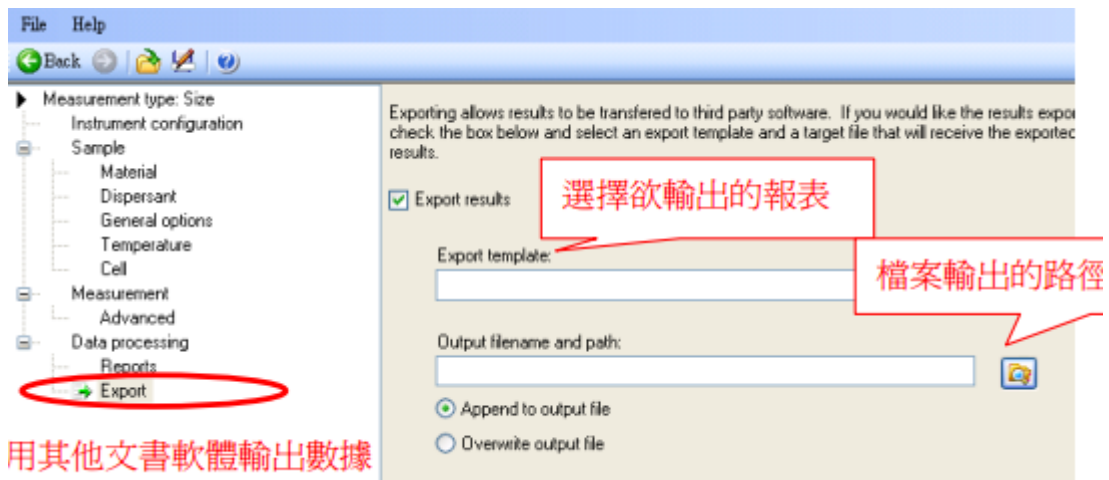 File Help
Back
Measurement type: Size
Instrument configuration
Sample
Material
Dispersant
General options
Temperature
Cell
Measurement
Advanced
Data processing
Reports
Export
用其他文書軟體輸出數據
Exporting allows results to be transfered to third party software. If you would like the results expor
check the box below and select an export template and a target file that will receive the exported
results.
Export results
選擇欲輸出的報表
Export template:
檔案輸出的路徑
Output filename and path:
Append to output file
Overwrite output file